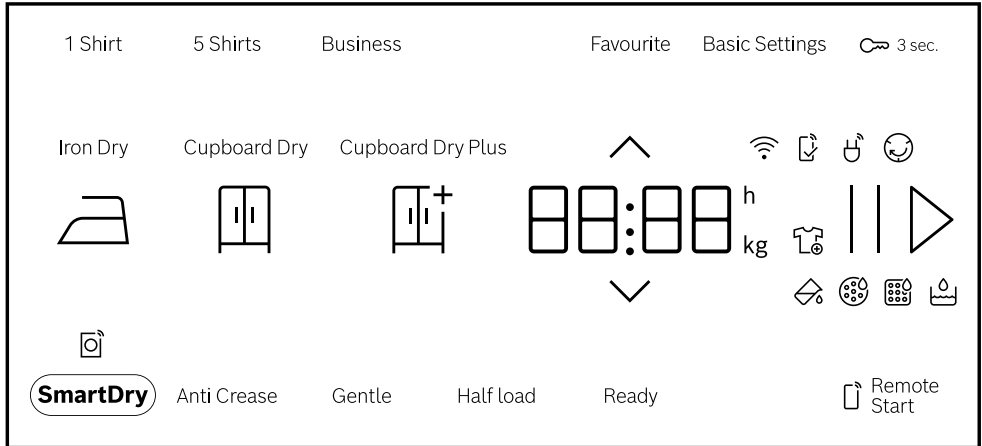 1 Shirt 5 Shirts Business Favourite Basic Settings 3 sec.
Iron Dry Cupboard Dry Cupboard Dry Plus
88:88 h
kg
SmartDry Anti Crease Gentle Half load Ready Remote
Start